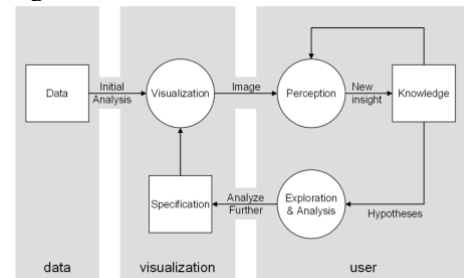 Data
Initial
Analysis
Visualization
Image
Perception
New
insight
Knowledge
Specification
Analyze
Further
Exploration
& Analysis
Hypotheses
data
visualization
user